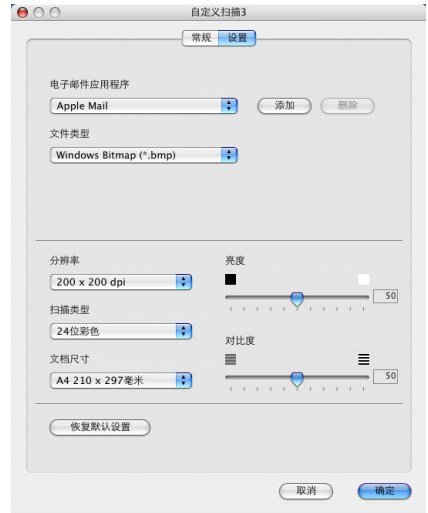 自定义扫描3
常规 设置
电子邮件应用程序
Apple Mail 添加 删除
文件类型
Windows Bitmap (*.bmp)
分辨率 亮度
200 x 200 dpi 50
扫描类型
24位彩色
对比度
文档尺寸
A4 210 x 297毫米 50
恢复默认设置
取消 确定